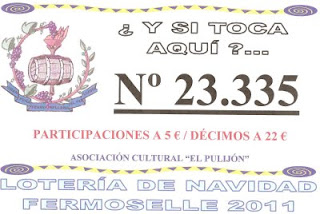 ¿ Y SI TOCA
AQUÍ ?...
Nº 23.335
PARTICIPACIONES A 5 € / DÉCIMOS A 22 €
ASOCIACIÓN CULTURAL "EL PULIJÓN"
LOTERÍA DE NAVIDAD
FERMOSELLE 2011